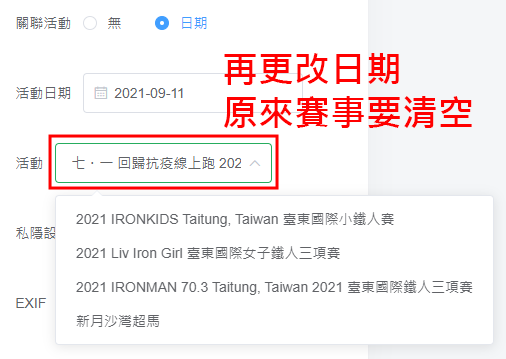 關聯活動 無 日期
再更改日期
活動日期 2021-09-11
原來賽事要清空
活動 七・一 回歸抗疫線上跑 202
2021 IRONKIDS Taitung, Taiwan 臺東國際小鐵人賽
2021 Liv Iron Girl 臺東國際女子鐵人三項賽
私隱設
2021 IRONMAN 70.3 Taitung, Taiwan 2021 臺東國際鐵人三項賽
EXIF
新月沙灣超馬